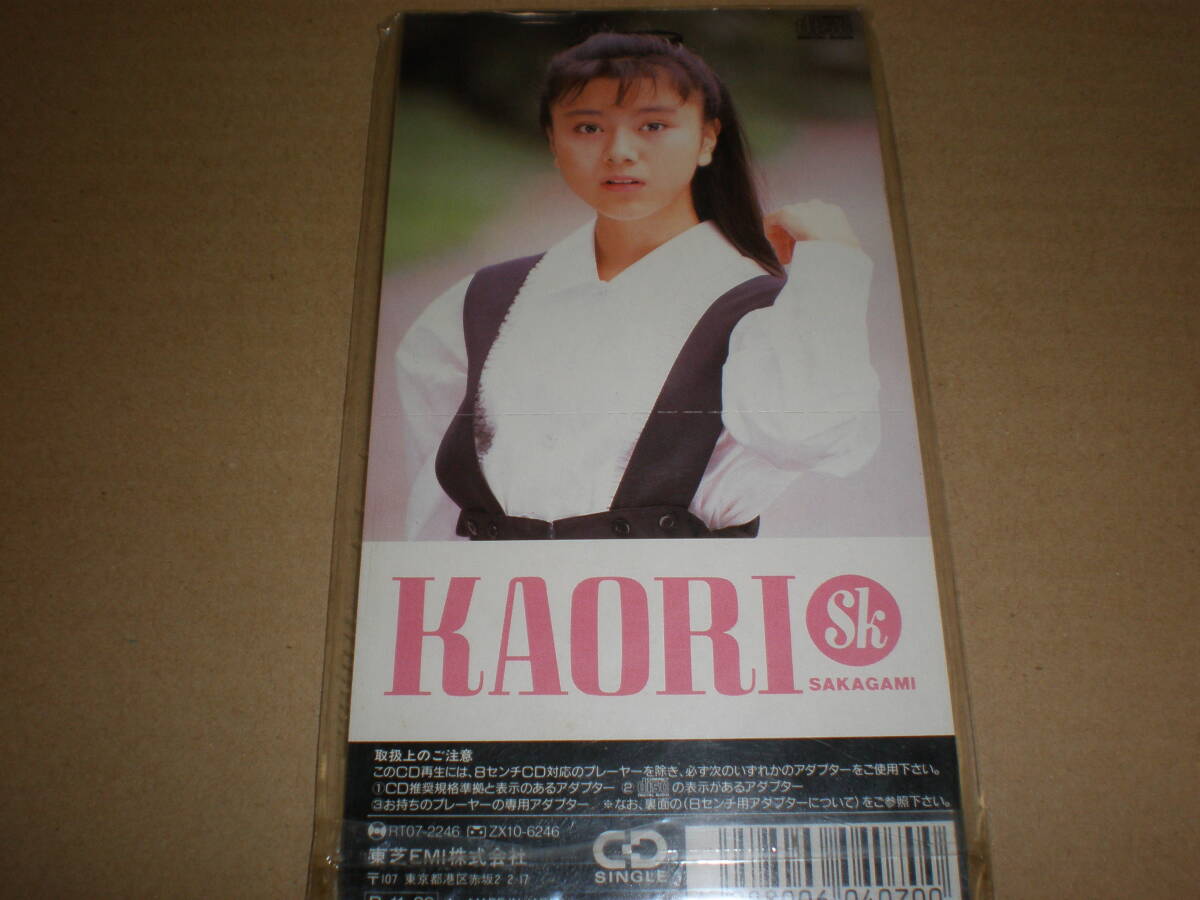 KAORI
Sk
SAKAGAMI
取扱上のご注意
このCD再生には、8センチCD対応のプレーヤーを除き、必ず次のいずれかのアダプターをご使用下さい。
①CD推奨規格準拠と表示のあるアダプター ② の表示があるアダプター
③お持ちのプレーヤーの専用アダプター ※なお、裏面の(8センチ用アダプターについて)をご参照下さい。
RT07-2246 ZX10-6246
東芝EMI株式会社
〒107 東京都港区赤坂2-2-17
CD
SINGLE